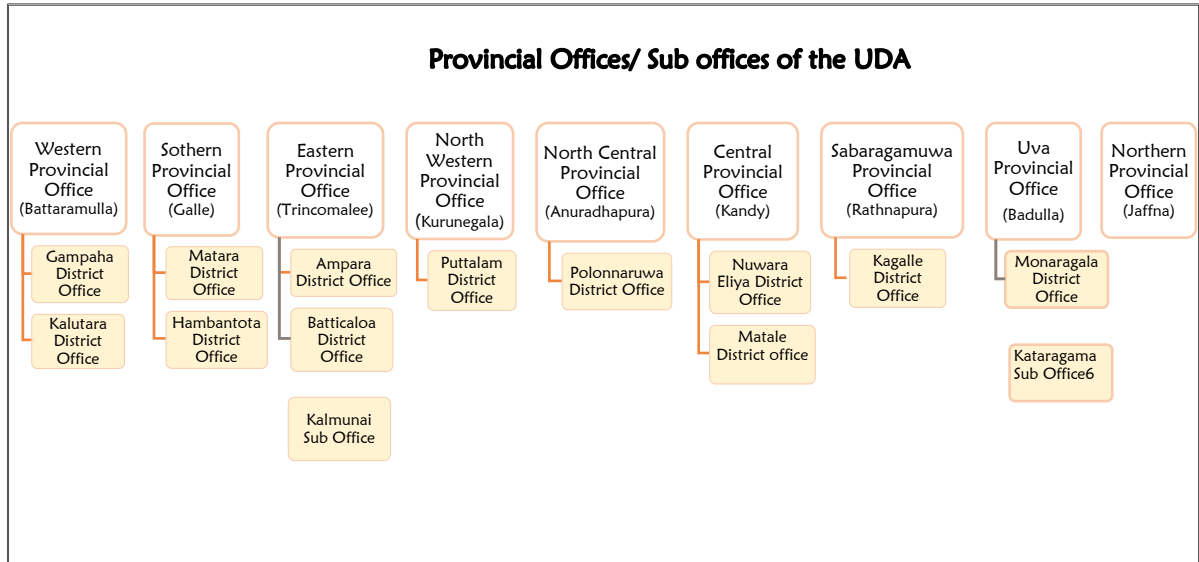 Provincial Offices/ Sub offices of the UDA
Western
Provincial
Office
(Battaramulla)
Gampaha
District
Office
Kalutara
District
Office
Sothern
Provincial
Office
(Galle)
Matara
District
Office
Hambantota
District
Office
Eastern
Provincial
Office
(Trincomalee)
Ampara
District Office
Batticaloa
District
Office
Kalmunai
Sub Office
North
Western
Provincial
Office
(Kurunegala)
Puttalam
District
Office
North Central
Provincial
Office
(Anuradhapura)
Polonnaruwa
District Office
Central
Provincial
Office
(Kandy)
Nuwara
Eliya District
Office
Matale
District office
Sabaragamuwa
Provincial
Office
(Rathnapura)
Kagalle
District
Office
Uva
Provincial
Office
(Badulla)
Monaragala
District
Office
Kataragama
Sub Office6
Northern
Provincial
Office
(Jaffna)